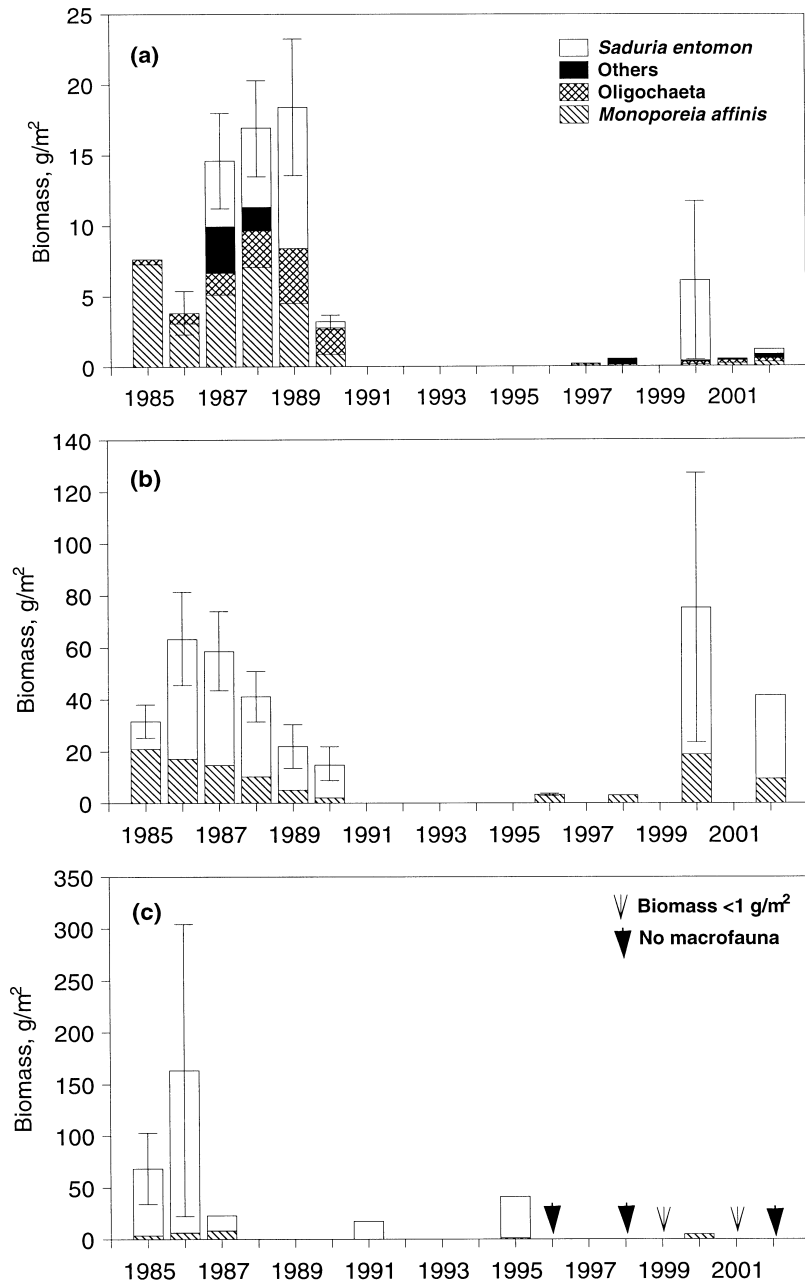 25
20
15
10
5
0
Biomass, g/m²
(a)
Saduria entomon
Others
Oligochaeta
Monoporeia affinis
1985 1987 1989 1991 1993 1995 1997 1999 2001
140
120
100
80
60
40
20
0
Biomass, g/m²
(b)
1985 1987 1989 1991 1993 1995 1997 1999 2001
350
300
250
200
150
100
50
0
Biomass, g/m²
(c)
Biomass <1 g/m²
No macrofauna
1985 1987 1989 1991 1993 1995 1997 1999 2001